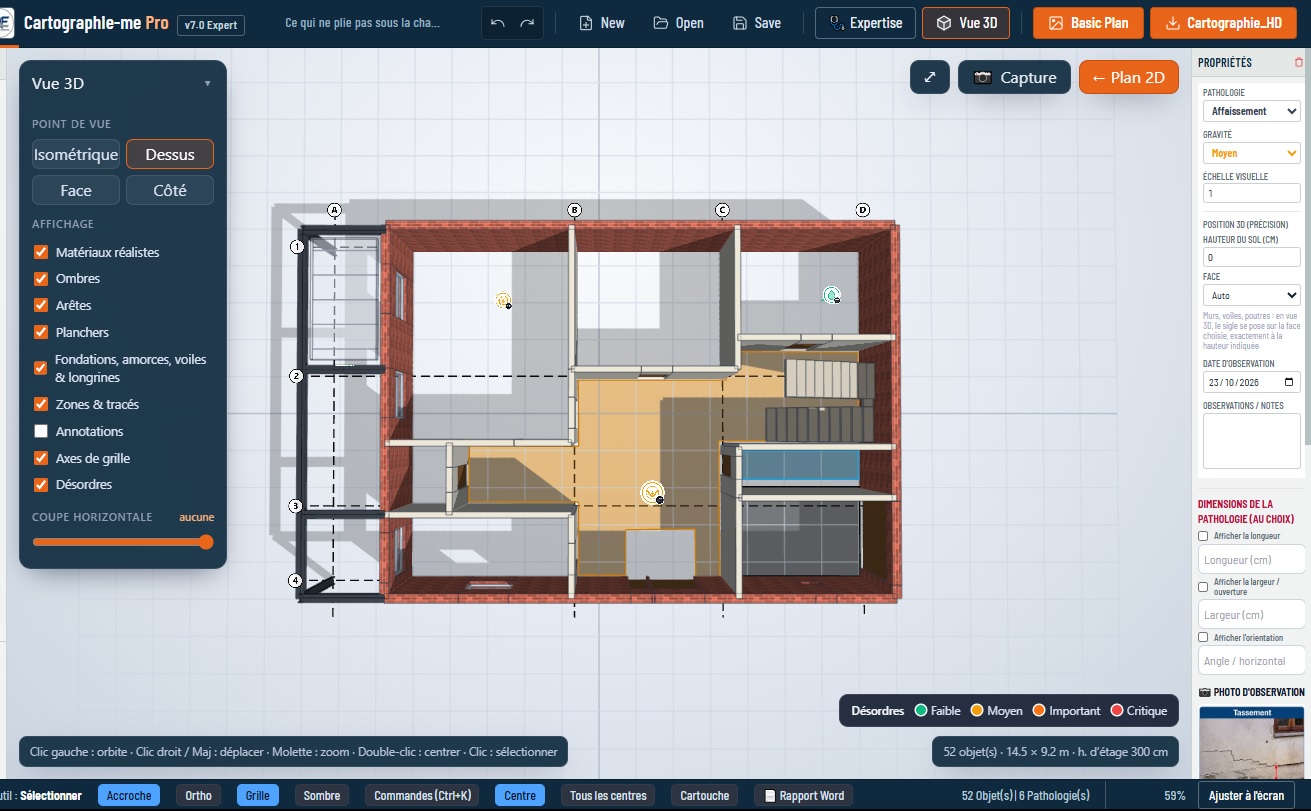 Cartographie-me Pro
v7.0 Expert
Ce qui ne plie pas sous la cha...
New
Open
Save
Expertise
Vue 3D
Basic Plan
Cartographie_HD
Vue 3D
POINT DE VUE
Isométrique
Dessus
Face
Côté
AFFICHAGE
Matériaux réalistes
Ombres
Arêtes
Planchers
Fondations, amorces, voiles
& longrines
Zones & tracés
Annotations
Axes de grille
Désordres
COUPE HORIZONTALE aucune
Capture
← Plan 2D
A B C D
1
2
3
4
Désordres Faible Moyen Important Critique
Clic gauche : orbite · Clic droit / Maj : déplacer · Molette : zoom · Double-clic : centrer · Clic : sélectionner
52 objet(s) · 14.5 × 9.2 m · h. d'étage 300 cm
PROPRIÉTÉS
PATHOLOGIE
Affaissement
GRAVITÉ
Moyen
ÉCHELLE VISUELLE
1
POSITION 3D (PRÉCISION)
HAUTEUR DU SOL (CM)
0
FACE
Auto
Murs, voiles, poutres : en vue
3D, le sigle se pose sur la face
choisie, exactement à la
hauteur indiquée.
DATE D'OBSERVATION
23/10/2026
OBSERVATIONS / NOTES
DIMENSIONS DE LA
PATHOLOGIE (AU CHOIX)
Afficher la longueur
Longueur (cm)
Afficher la largeur /
ouverture
Largeur (cm)
Afficher l'orientation
Angle / horizontal
PHOTO D'OBSERVATION
Tassement
util : Sélectionner
Accroche
Ortho
Grille
Sombre
Commandes (Ctrl+K)
Centre
Tous les centres
Cartouche
Rapport Word
52 Objet(s) | 6 Pathologie(s)
59%
Ajuster à l'écran